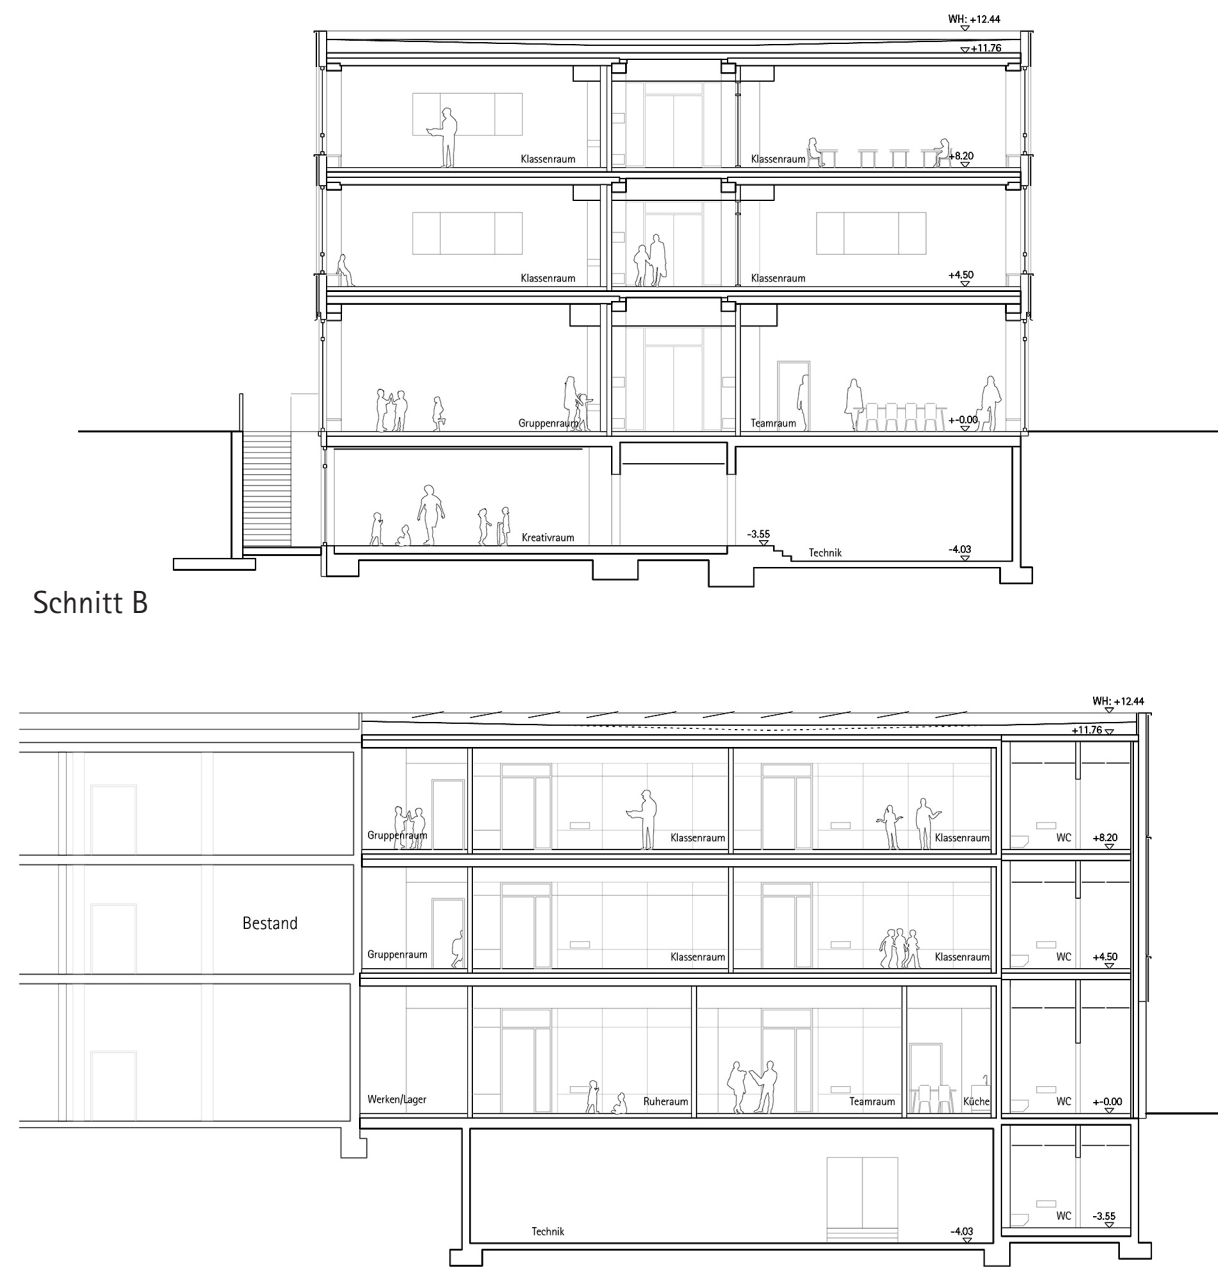 WH: +12.44
+11.76
Klassenraum
Klassenraum
+8.20
Klassenraum
Klassenraum
+4.50
Gruppenraum
Teamraum
+-0.00
Kreativraum
-3.55
Technik
-4.03
Schnitt B
WH: +12.44
+11.76
Gruppenraum
Klassenraum
Klassenraum
WC
+8.20
Bestand
Gruppenraum
Klassenraum
Klassenraum
WC
+4.50
Werken/Lager
Ruheraum
Teamraum
Küche
WC
+-0.00
Technik
-4.03
WC
-3.55